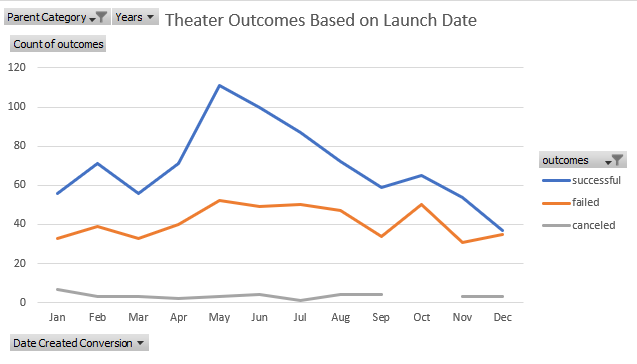 Parent Category
Years
Theater Outcomes Based on Launch Date
Count of outcomes
120
100
80
60
40
20
0
Jan Feb Mar Apr May Jun Jul Aug Sep Oct Nov Dec
outcomes
successful
failed
canceled
Date Created Conversion